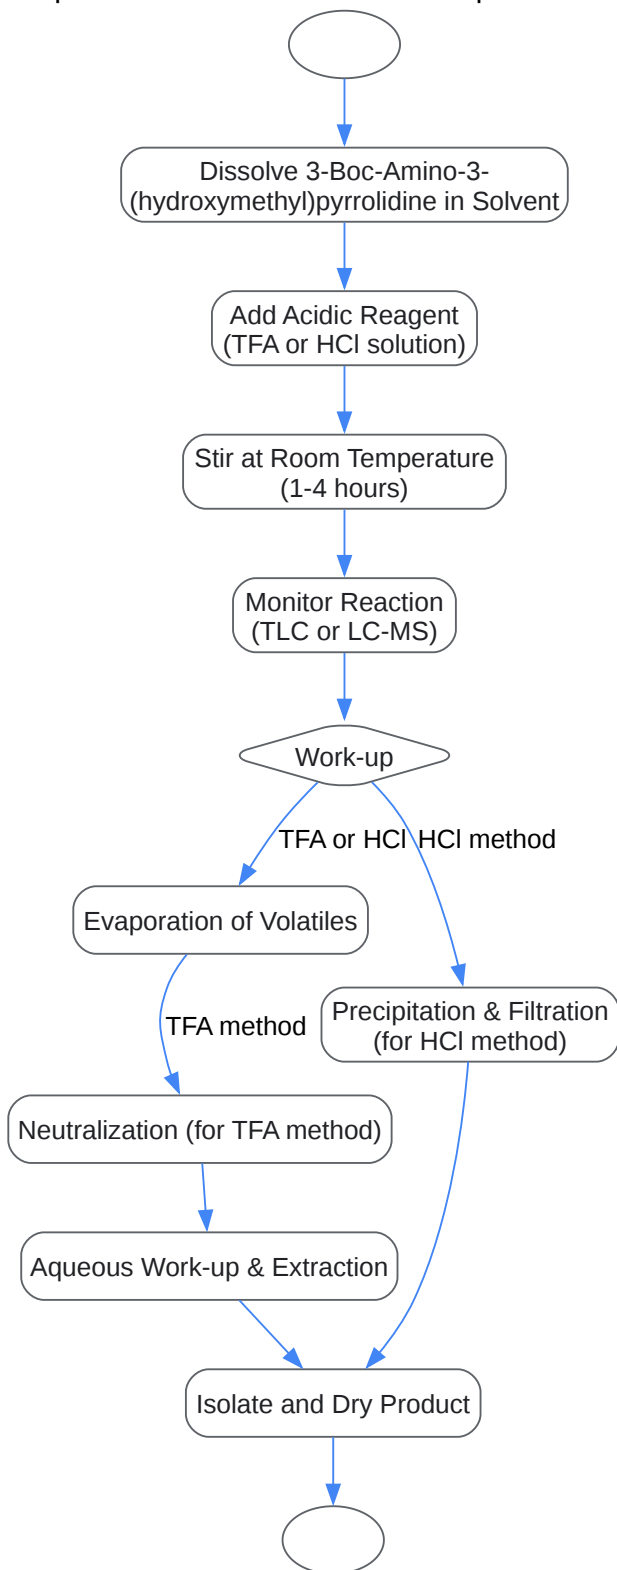 Dissolve 3-Boc-Amino-3-
(hydroxymethyl)pyrrolidine in Solvent
Add Acidic Reagent
(TFA or HCl solution)
Stir at Room Temperature
(1-4 hours)
Monitor Reaction
(TLC or LC-MS)
Work-up
TFA or HCl
HCl method
Evaporation of Volatiles
Precipitation & Filtration
(for HCl method)
TFA method
Neutralization (for TFA method)
Aqueous Work-up & Extraction
Isolate and Dry Product